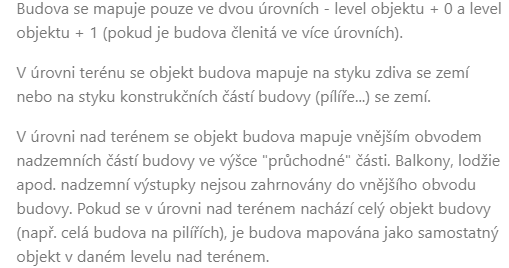 Budova se mapuje pouze ve dvou úrovních - level objektu + 0 a level
objektu + 1 (pokud je budova členitá ve více úrovních).
V úrovni terénu se objekt budova mapuje na styku zdiva se zemí
nebo na styku konstrukčních částí budovy (pilíře...) se zemí.
V úrovni nad terénem se objekt budova mapuje vnějším obvodem
nadzemních částí budovy ve výšce "průchodné" části. Balkony, lodžie
apod. nadzemní výstupky nejsou zahrnovány do vnějšího obvodu
budovy. Pokud se v úrovni nad terénem nachází celý objekt budovy
(např. celá budova na pilířích), je budova mapována jako samostatný
objekt v daném levelu nad terénem.